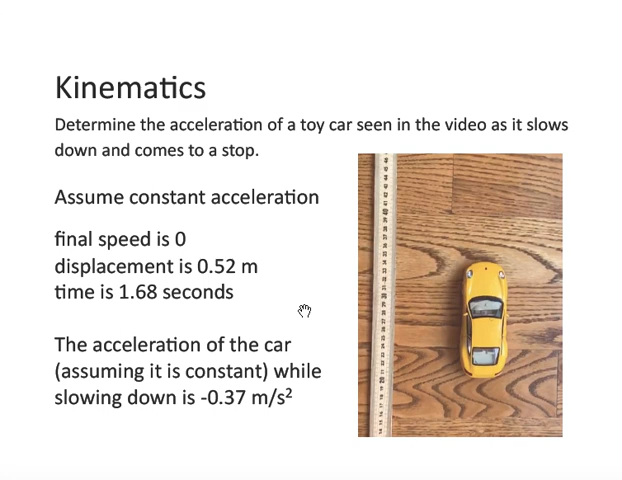 Kinematics
Determine the acceleration of a toy car seen in the video as it slows
down and comes to a stop.
Assume constant acceleration
final speed is 0
displacement is 0.52 m
time is 1.68 seconds
The acceleration of the car
(assuming it is constant) while
slowing down is -0.37 m/s²